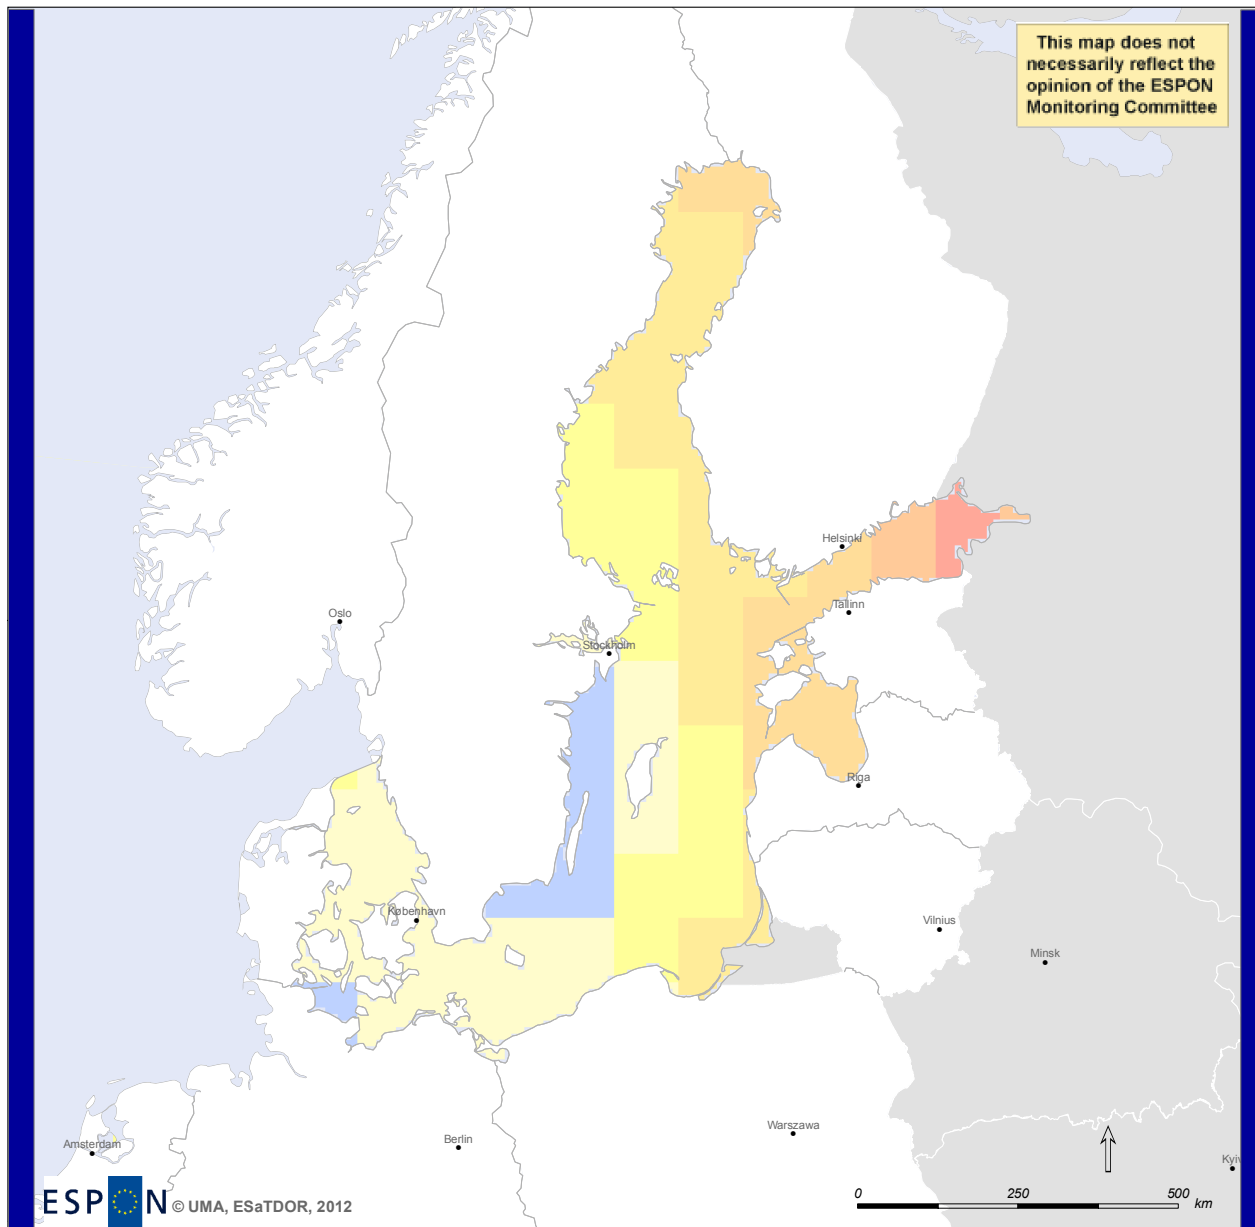 This map does not
necessarily reflect the
opinion of the ESPON
Monitoring Committee
Helsinki
Tallinn
Oslo
Stockholm
Riga
København
Vilnius
Minsk
Warszawa
Berlin
Amsterdam
Kyiv
ESPON © UMA, ESaTDOR, 2012
0 250 500
km